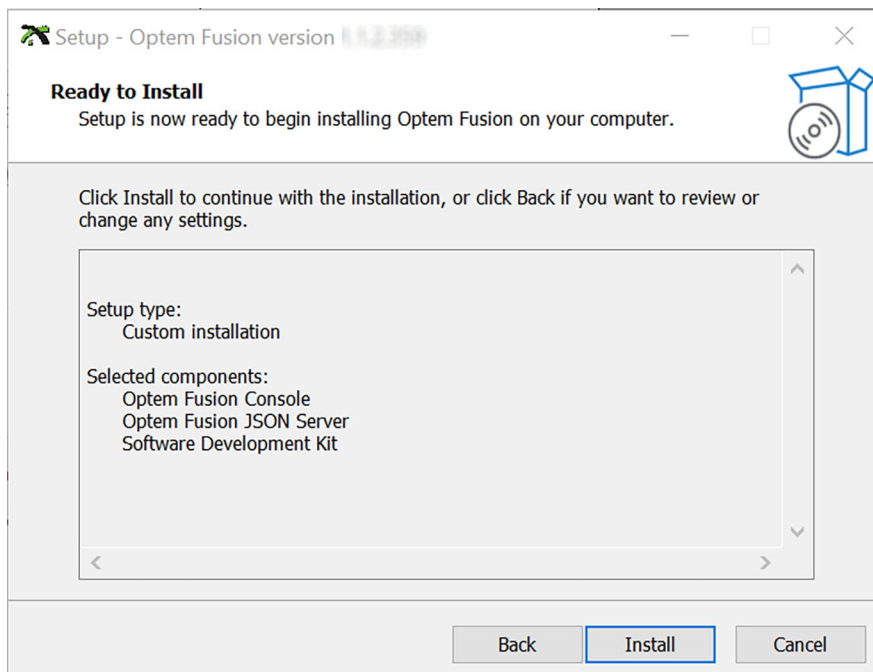 Setup - Optem Fusion version
Ready to Install
Setup is now ready to begin installing Optem Fusion on your computer.
Click Install to continue with the installation, or click Back if you want to review or
change any settings.
Setup type:
Custom installation
Selected components:
Optem Fusion Console
Optem Fusion JSON Server
Software Development Kit
Back
Install
Cancel